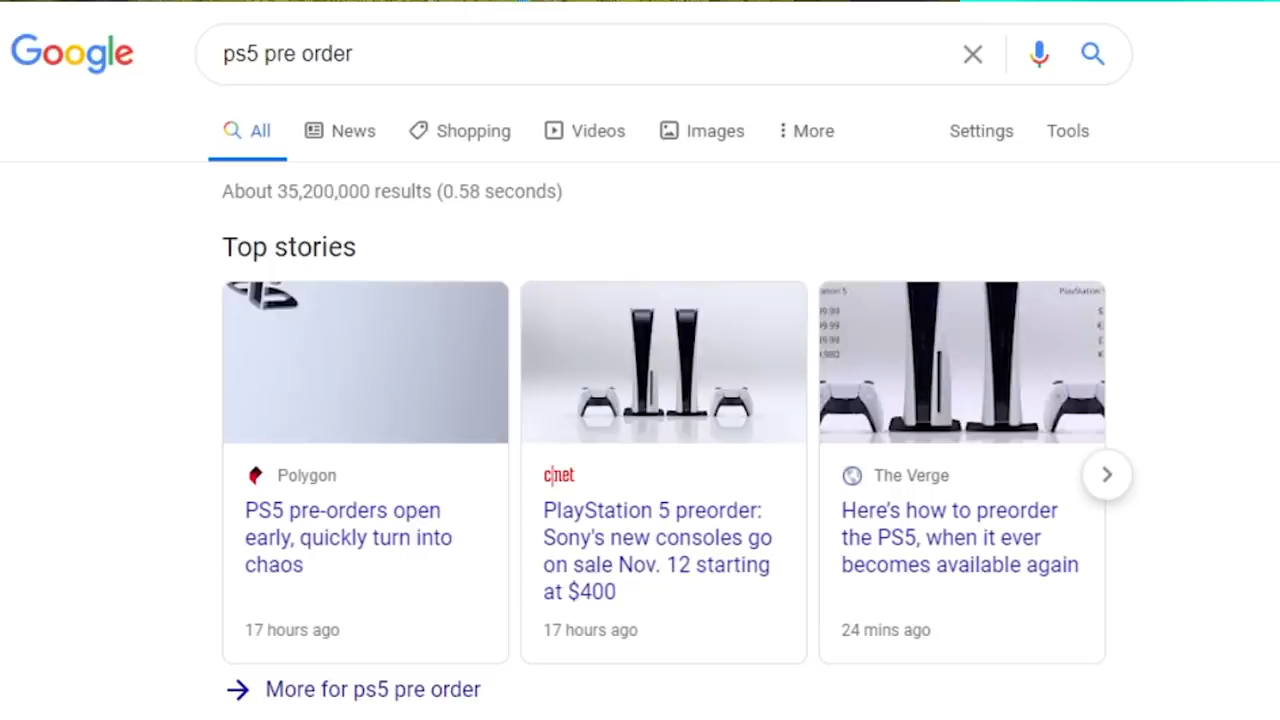 Google
ps5 pre order
All News Shopping Videos Images More Settings Tools
About 35,200,000 results (0.58 seconds)
Top stories
Polygon
PS5 pre-orders open
early, quickly turn into
chaos
17 hours ago
c|net
PlayStation 5 preorder:
Sony's new consoles go
on sale Nov. 12 starting
at $400
17 hours ago
PlayStation
The Verge
Here's how to preorder
the PS5, when it ever
becomes available again
24 mins ago
More for ps5 pre order